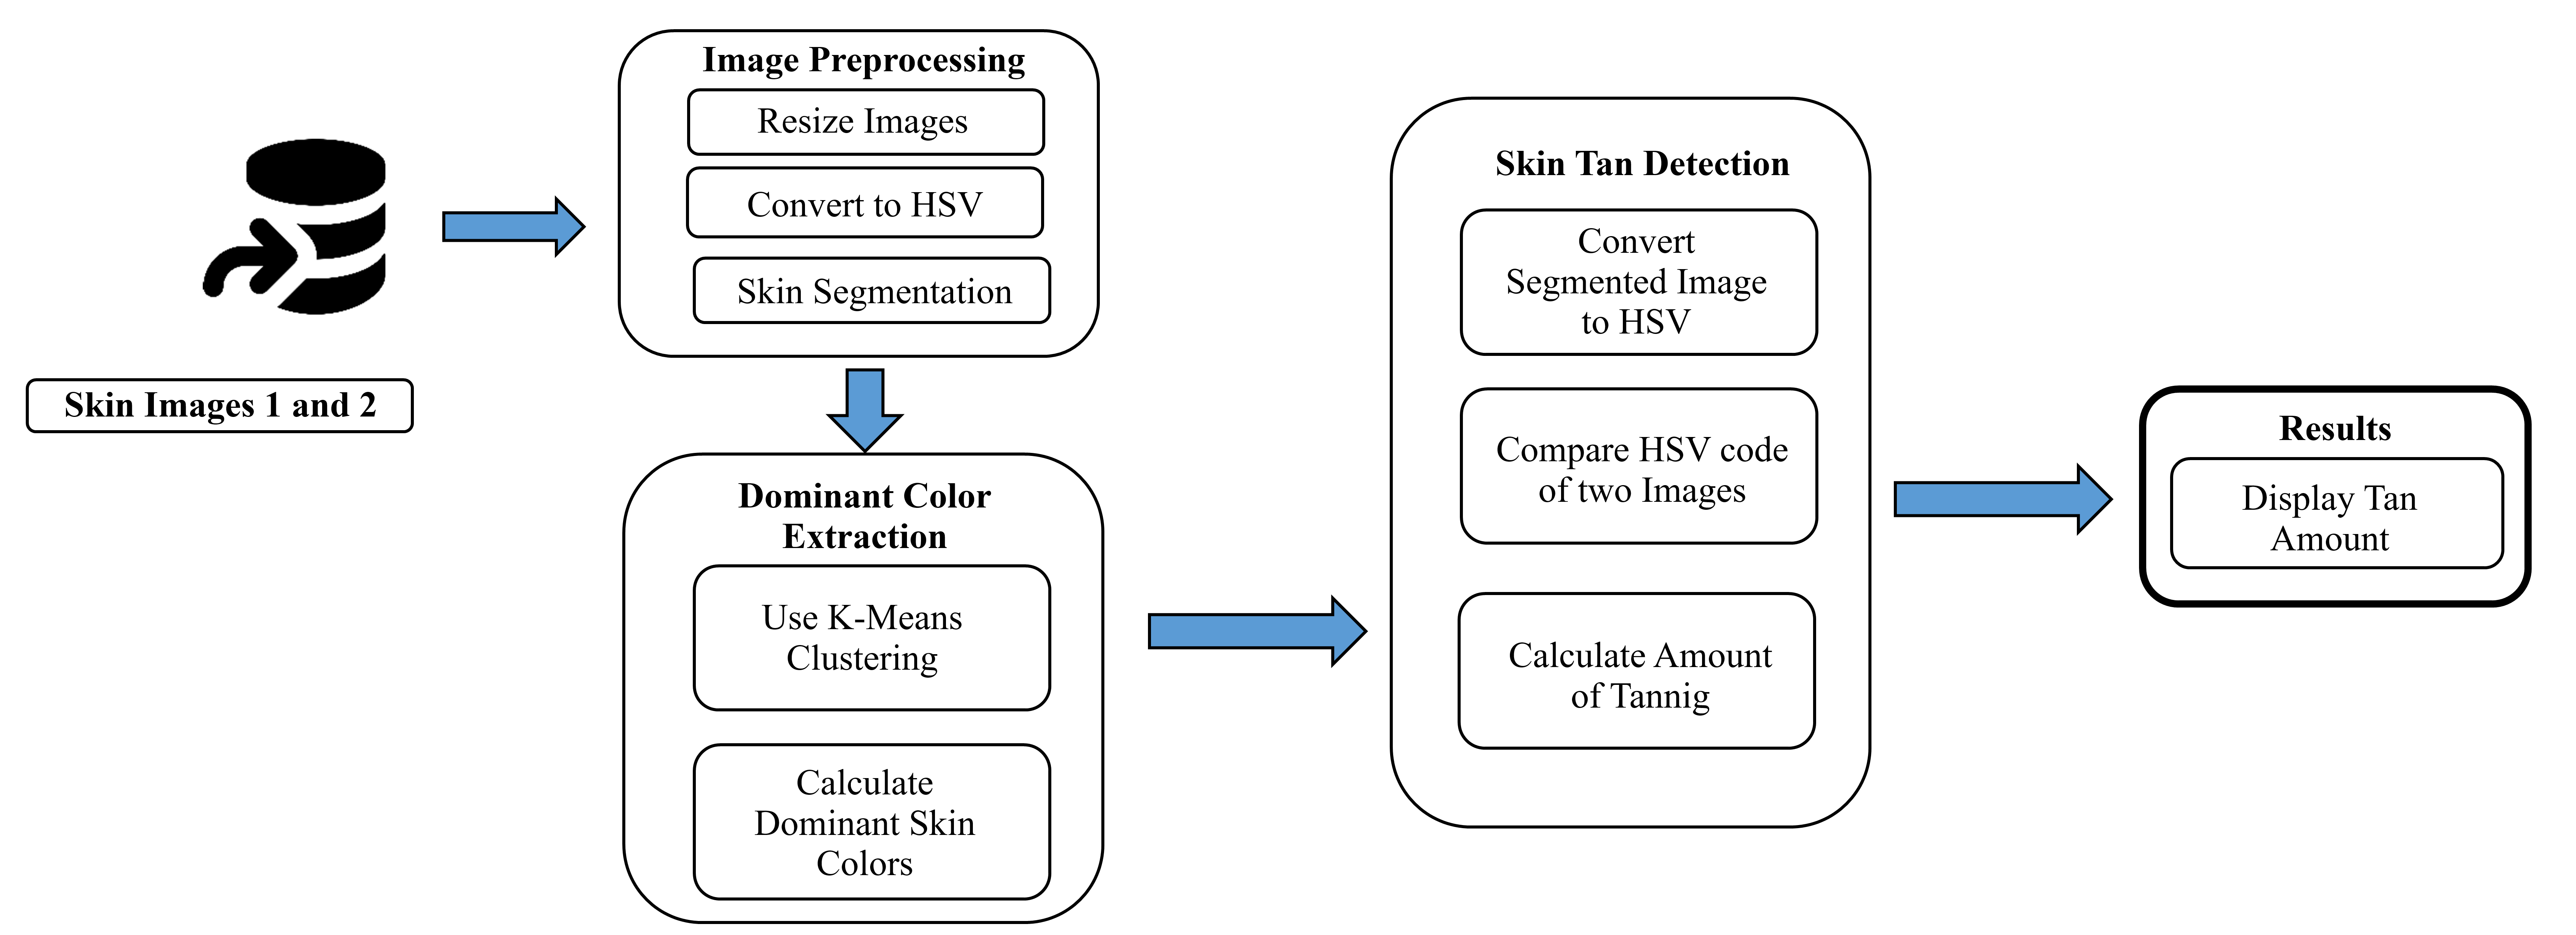 Skin Images 1 and 2
Image Preprocessing
Resize Images
Convert to HSV
Skin Segmentation
Dominant Color
Extraction
Use K-Means
Clustering
Calculate
Dominant Skin
Colors
Skin Tan Detection
Convert
Segmented Image
to HSV
Compare HSV code
of two Images
Calculate Amount
of Tannig
Results
Display Tan
Amount